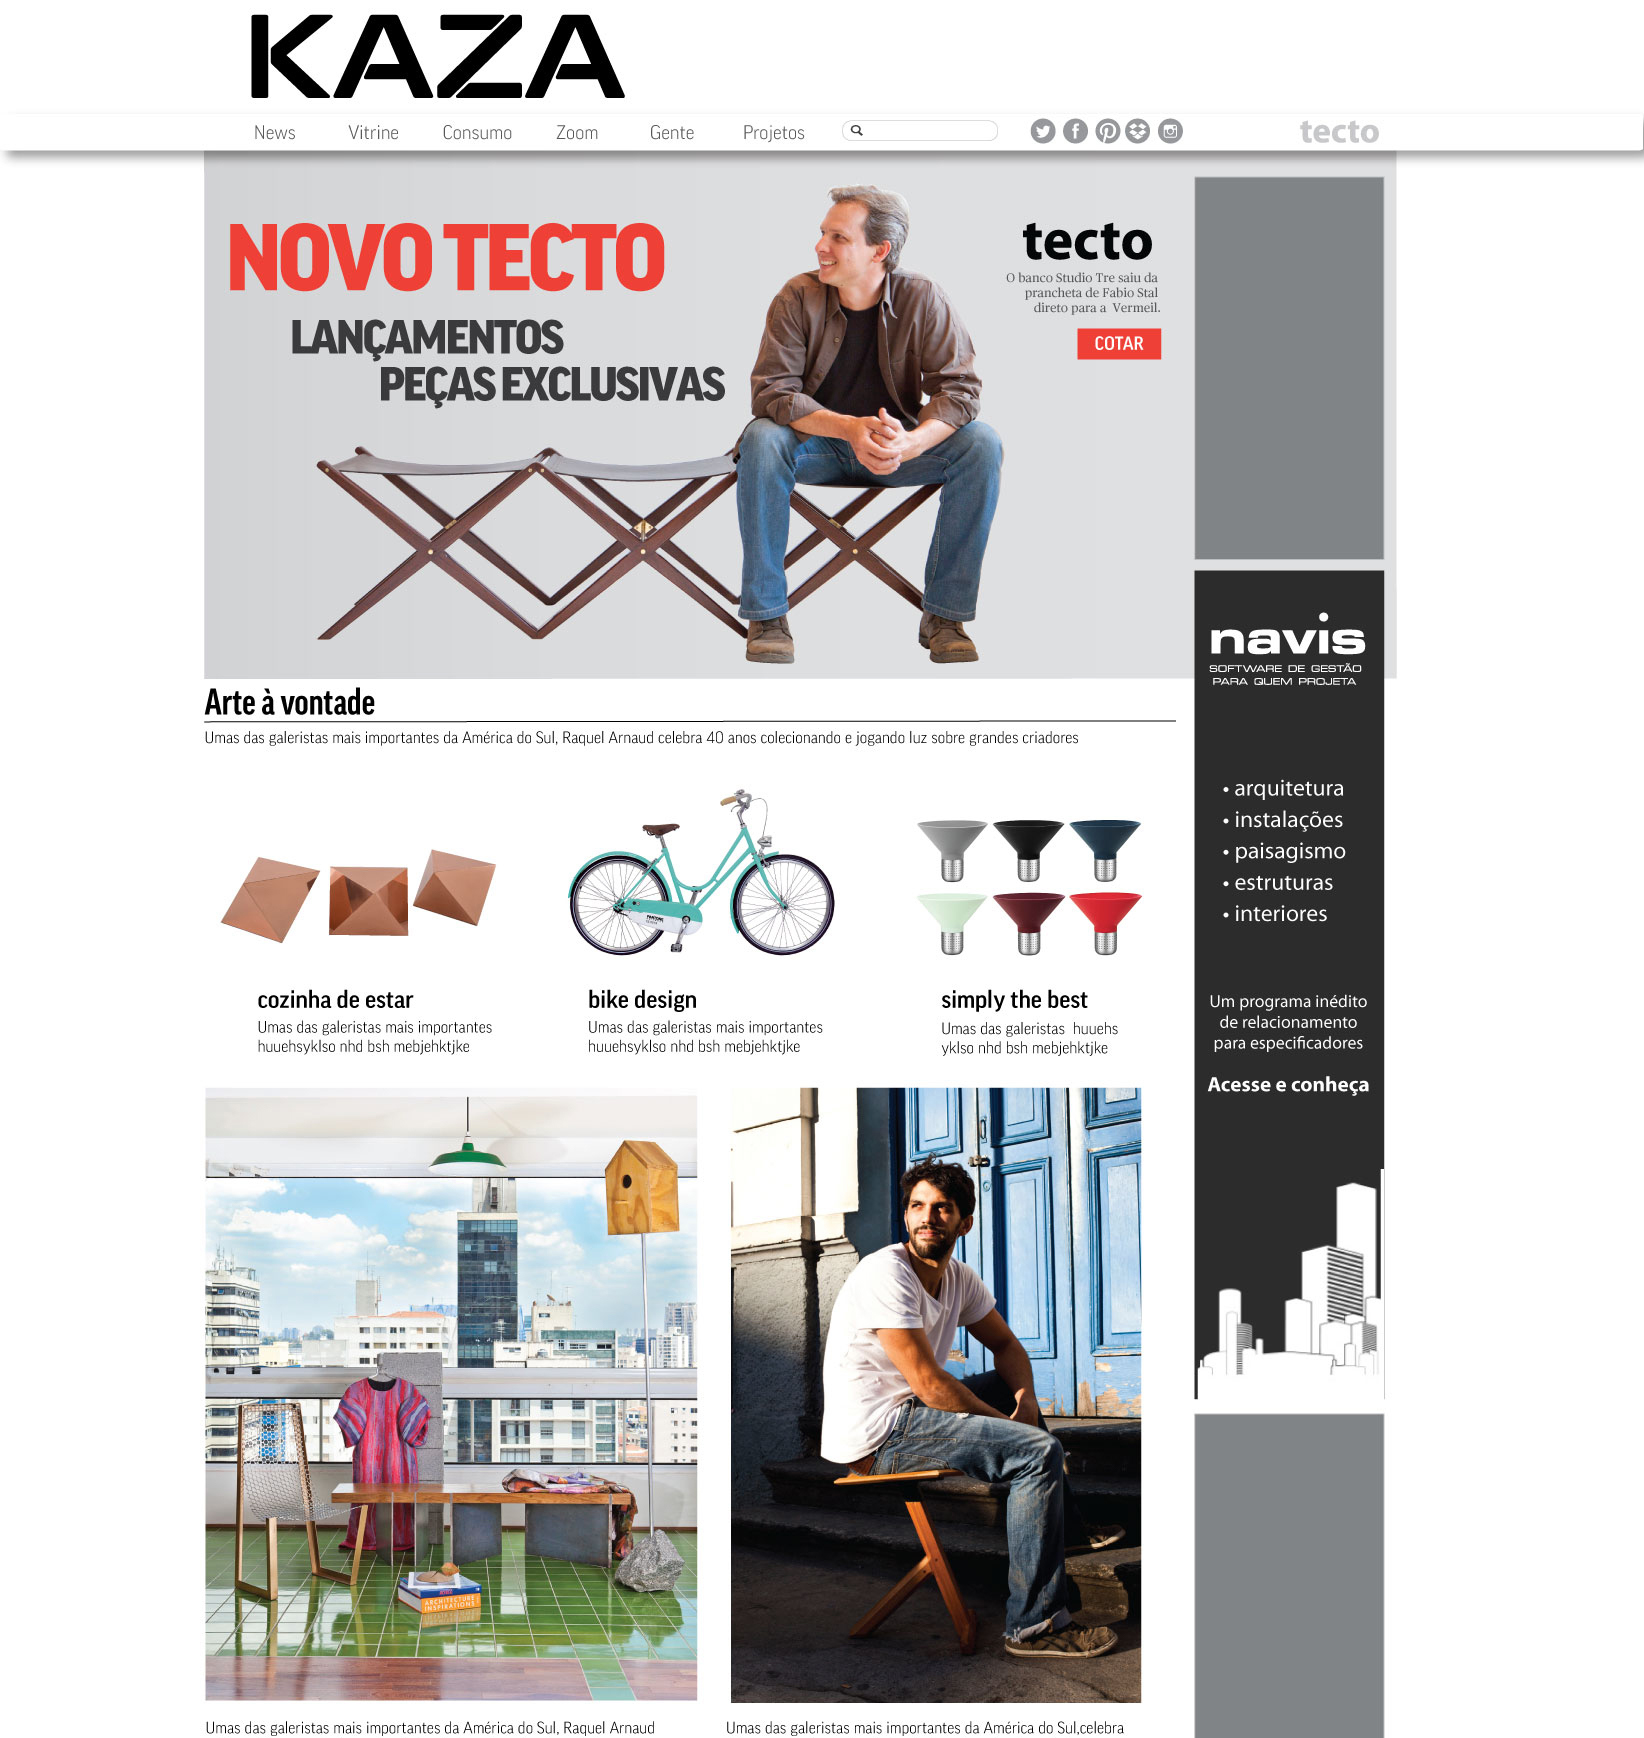 KAZA
News
Vitrine
Consumo
Zoom
Gente
Projetos
tecto
NOVO TECTO
LANÇAMENTOS
PEÇAS EXCLUSIVAS
tecto
O banco Studio Tre saiu da
prancheta de Fabio Stal
direto para a Vermeil.
COTAR
navis
SOFTWARE DE GESTÃO
PARA QUEM PROJETA
• arquitetura
• instalações
• paisagismo
• estruturas
• interiores
Um programa inédito
de relacionamento
para especificadores
Acesse e conheça
Arte à vontade
Umas das galeristas mais importantes da América do Sul, Raquel Arnaud celebra 40 anos colecionando e jogando luz sobre grandes criadores
cozinha de estar
Umas das galeristas mais importantes
huuehsyklso nhd bsh mebjehktjke
bike design
Umas das galeristas mais importantes
huuehsyklso nhd bsh mebjehktjke
simply the best
Umas das galeristas huuehs
yklso nhd bsh mebjehktjke
ARCHITECTURE
INSPIRATIONS
Umas das galeristas mais importantes da América do Sul, Raquel Arnaud
Umas das galeristas mais importantes da América do Sul,celebra